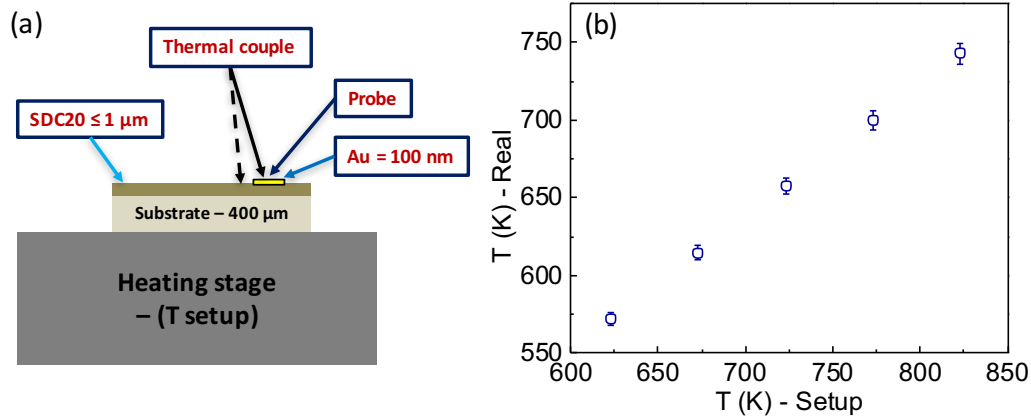 (a)
Thermal couple
SDC20 ≤ 1 µm
Probe
Au = 100 nm
Substrate – 400 µm
Heating stage
– (T setup)
(b)
T (K) - Real
750
700
650
600
550
600 650 700 750 800 850
T (K) - Setup